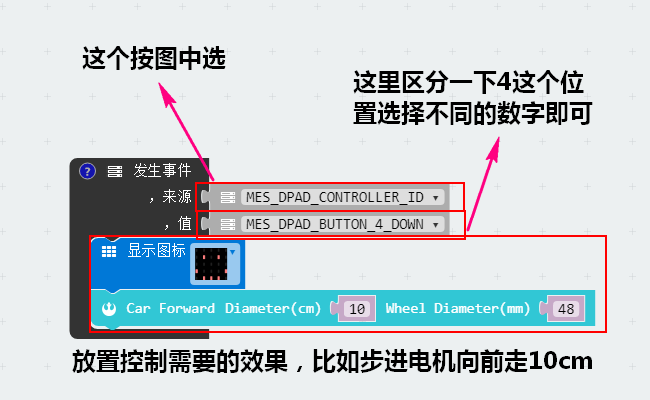 这个按图中选
这里区分一下4这个位
置选择不同的数字即可
? 发生事件
，来源 MES_DPAD_CONTROLLER_ID
，值 MES_DPAD_BUTTON_4_DOWN
显示图标
Car Forward Diameter(cm) 10 Wheel Diameter(mm) 48
放置控制需要的效果，比如步进电机向前走10cm